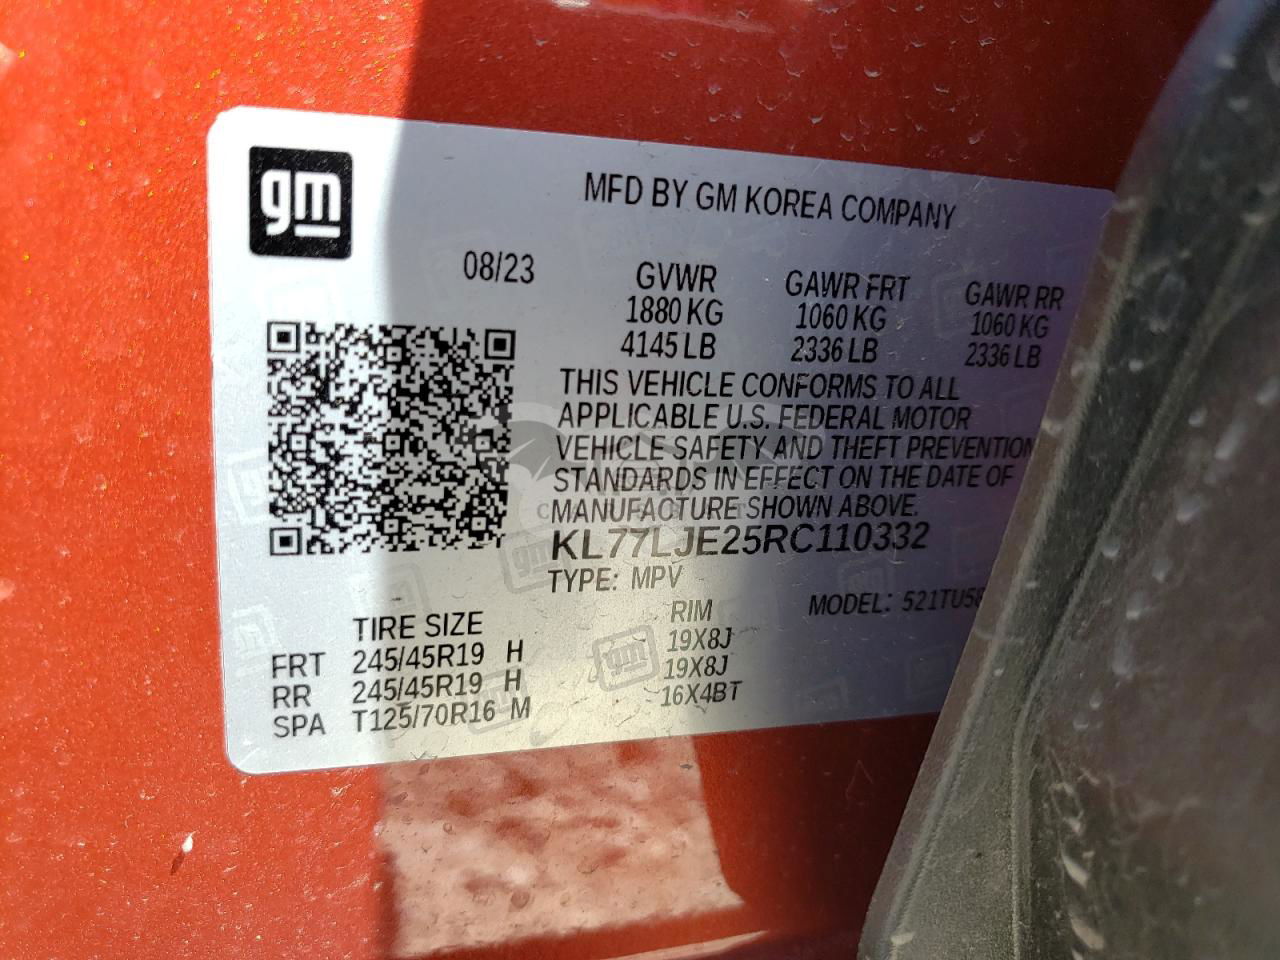 gm
MFD BY GM KOREA COMPANY
08/23
GVWR GAWR FRT GAWR RR
1880 KG 1060 KG 1060 KG
4145 LB 2336 LB 2336 LB
THIS VEHICLE CONFORMS TO ALL
APPLICABLE U.S. FEDERAL MOTOR
VEHICLE SAFETY AND THEFT PREVENTION
STANDARDS IN EFFECT ON THE DATE OF
MANUFACTURE SHOWN ABOVE.
KL77LJE25RC110332
TYPE: MPV
MODEL: 521TU58
TIRE SIZE RIM
FRT 245/45R19 H 19X8J
RR 245/45R19 H 19X8J
SPA T125/70R16 M 16X4BT